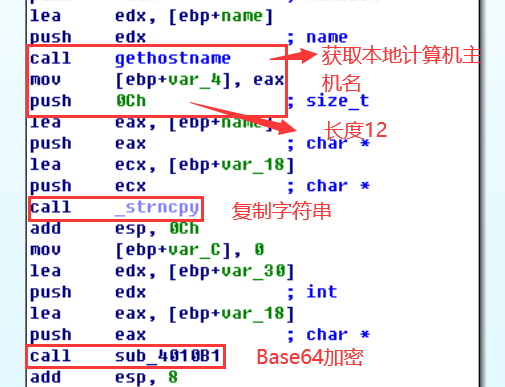 lea     edx, [ebp+name]
push    edx             ; name
call    gethostname
获取本地计算机主
机名
mov     [ebp+var_4], eax
push    0Ch             ; size_t
lea     eax, [ebp+name]
长度12
push    eax             ; char *
lea     ecx, [ebp+var_18]
push    ecx             ; char *
call    _strncpy
复制字符串
add     esp, 0Ch
mov     [ebp+var_C], 0
lea     edx, [ebp+var_30]
push    edx             ; int
lea     eax, [ebp+var_18]
push    eax             ; char *
call    sub_4010B1
Base64加密
add     esp, 8